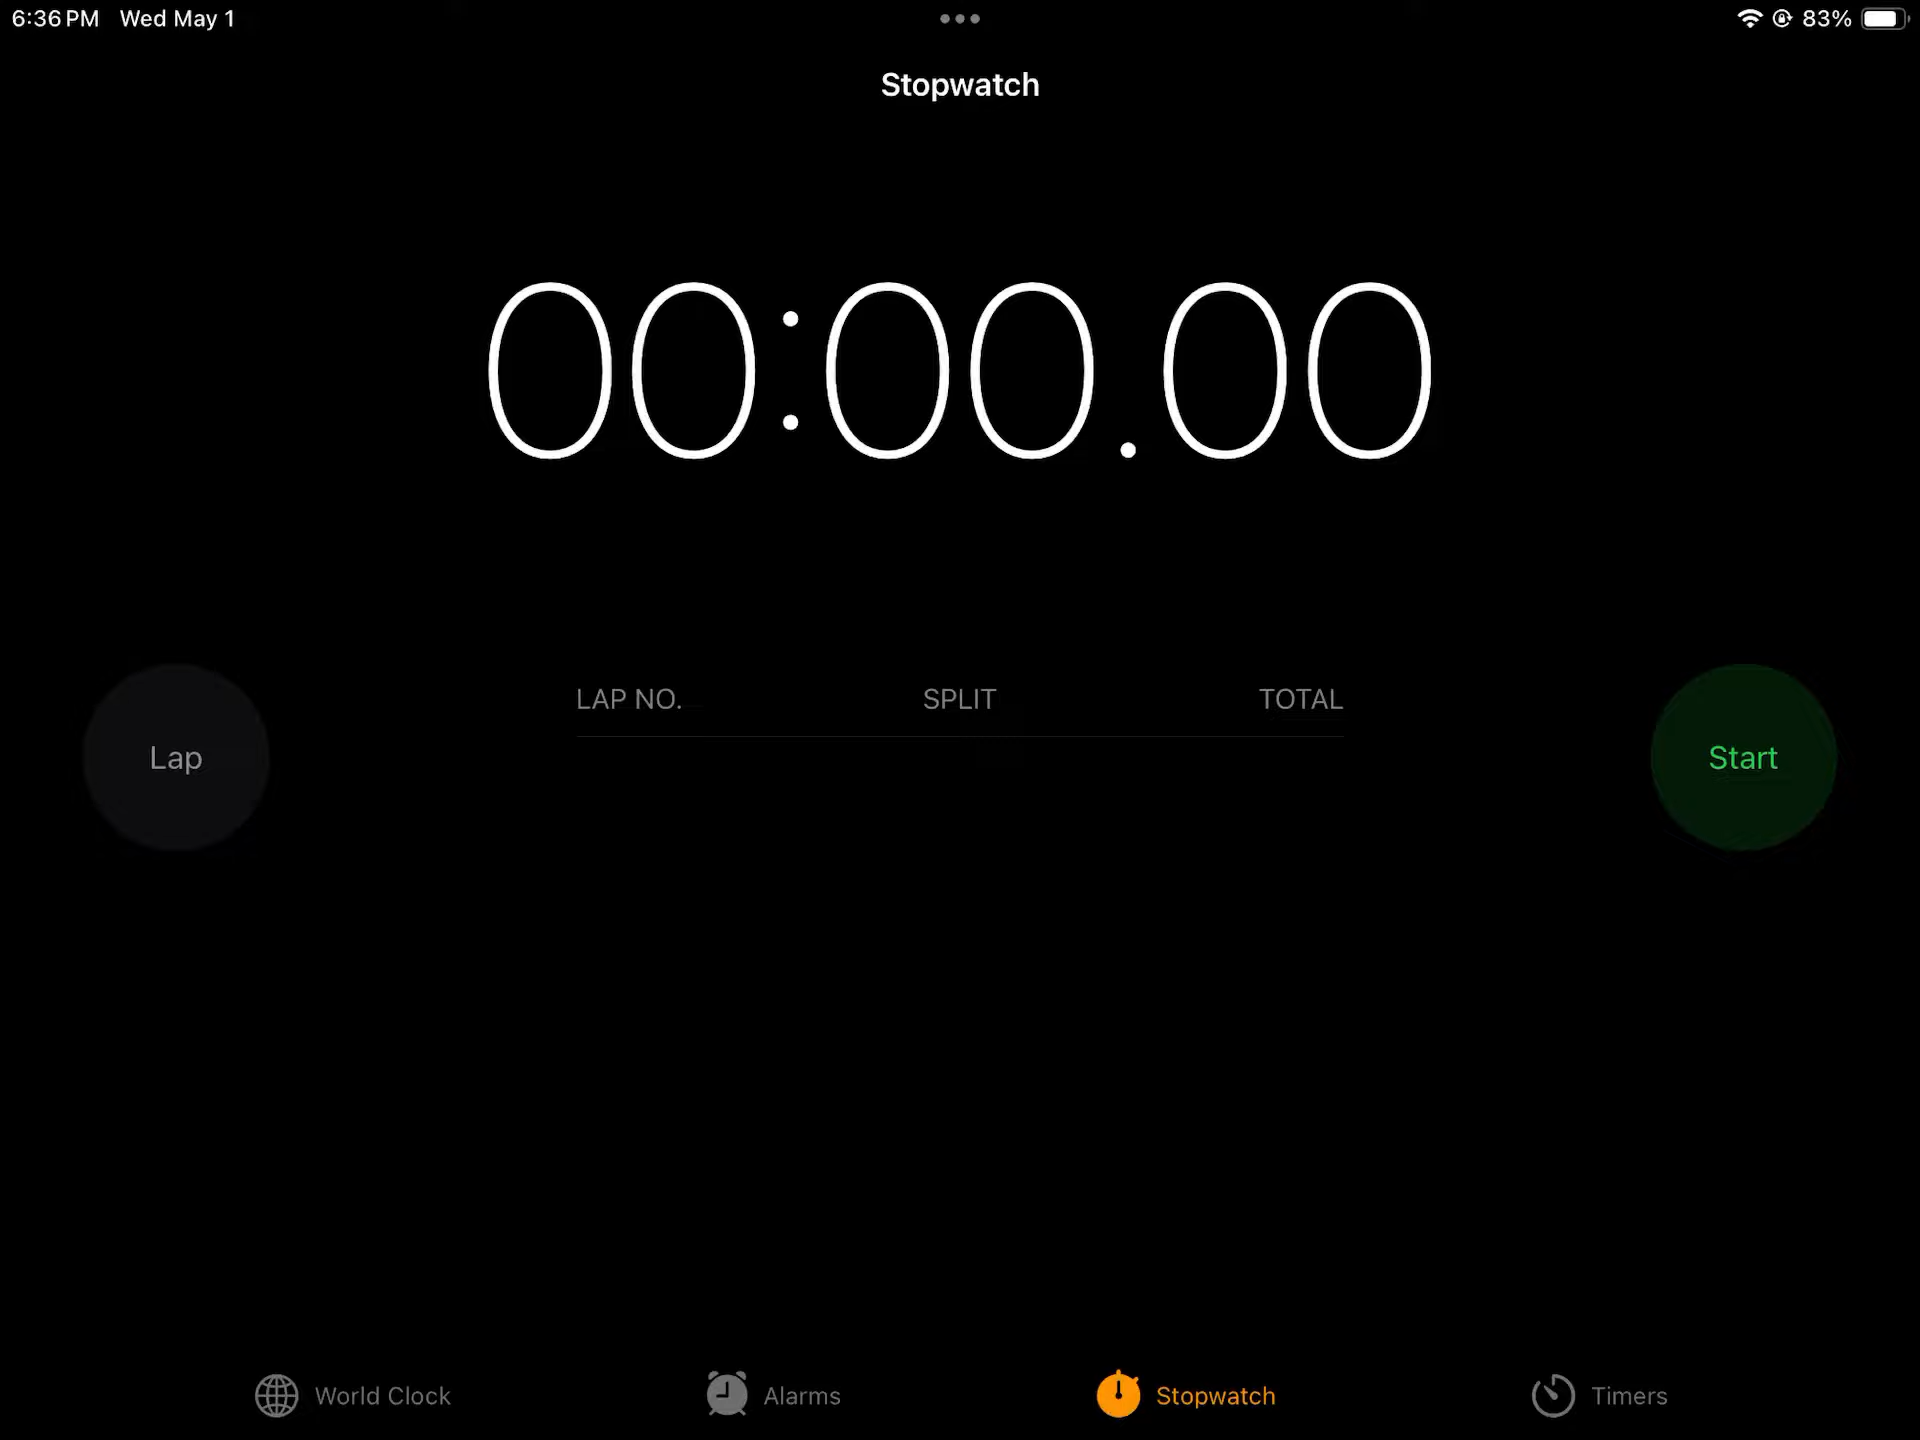 6:36 PM Wed May 1
83%
Stopwatch
00:00.00
LAP NO. SPLIT TOTAL
Lap
Start
World Clock
Alarms
Stopwatch
Timers